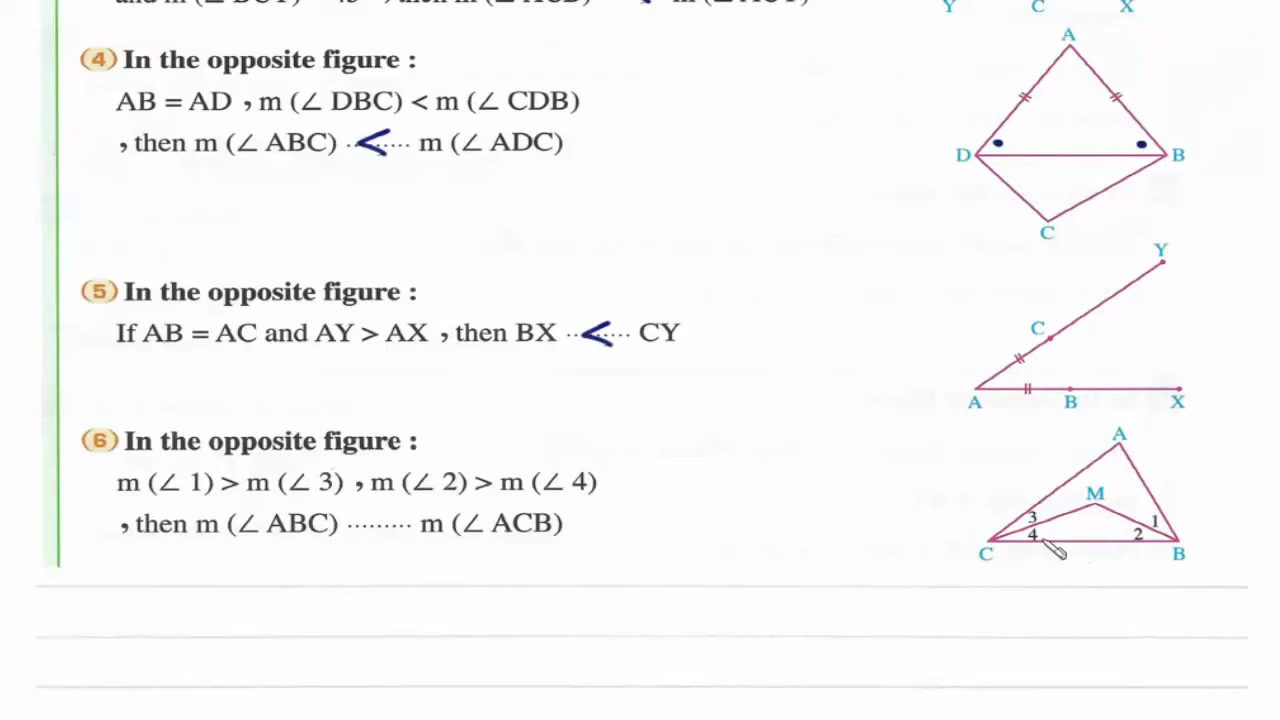 Y C X
(4) In the opposite figure :
AB = AD , m (∠ DBC) < m (∠ CDB)
, then m (∠ ABC) ...<... m (∠ ADC)
A
D B
C
(5) In the opposite figure :
If AB = AC and AY > AX , then BX ...<... CY
Y
C
A B X
(6) In the opposite figure :
m (∠ 1) > m (∠ 3) , m (∠ 2) > m (∠ 4)
, then m (∠ ABC) ......... m (∠ ACB)
A
M
3 1
4 2
C B